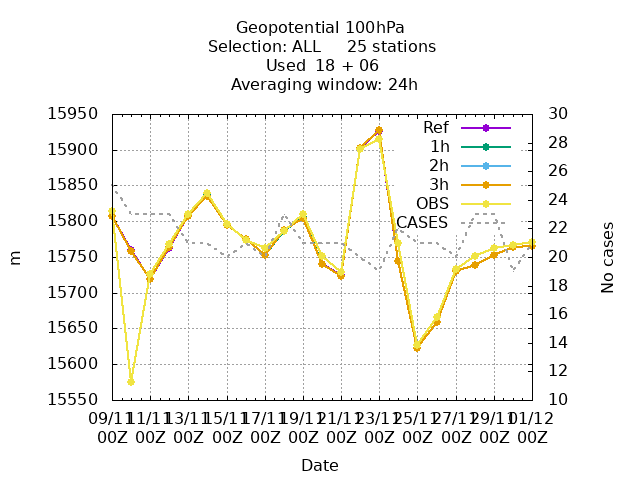 Geopotential 100hPa
Selection: ALL 25 stations
Used 18 + 06
Averaging window: 24h
15950
15900
15850
15800
15750
15700
15650
15600
15550
m
30
28
26
24
22
20
18
16
14
12
10
No cases
Ref
1h
2h
3h
OBS
CASES
09/11 11/11 13/11 15/11 17/11 19/11 21/11 23/11 25/11 27/11 29/11 01/12
00Z 00Z 00Z 00Z 00Z 00Z 00Z 00Z 00Z 00Z 00Z 00Z
Date